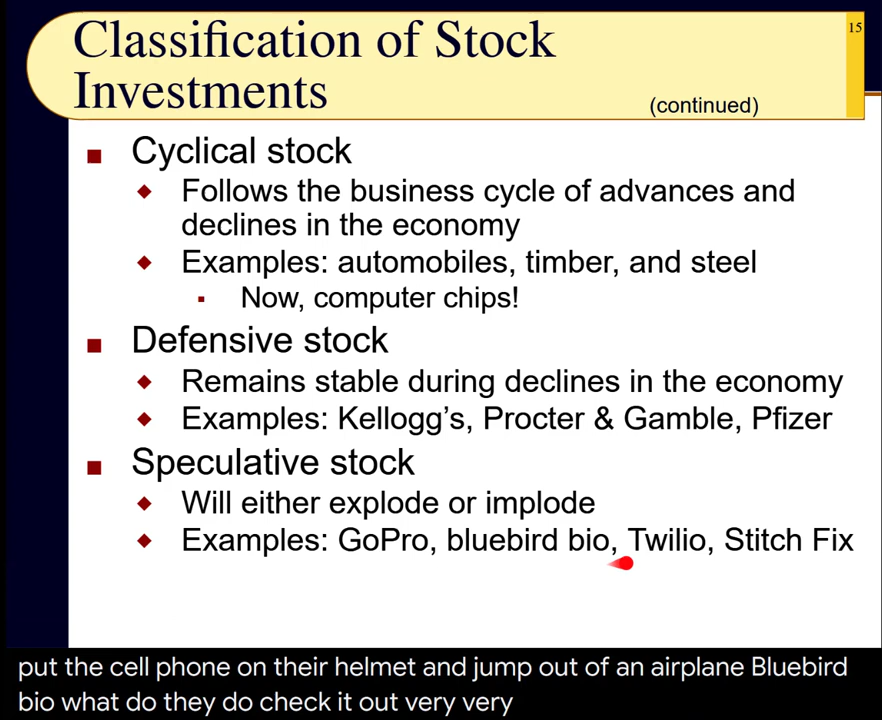 Classification of Stock
Investments
(continued)
15
Cyclical stock
Follows the business cycle of advances and
declines in the economy
Examples: automobiles, timber, and steel
Now, computer chips!
Defensive stock
Remains stable during declines in the economy
Examples: Kellogg's, Procter & Gamble, Pfizer
Speculative stock
Will either explode or implode
Examples: GoPro, bluebird bio, Twilio, Stitch Fix
put the cell phone on their helmet and jump out of an airplane Bluebird
bio what do they do check it out very very